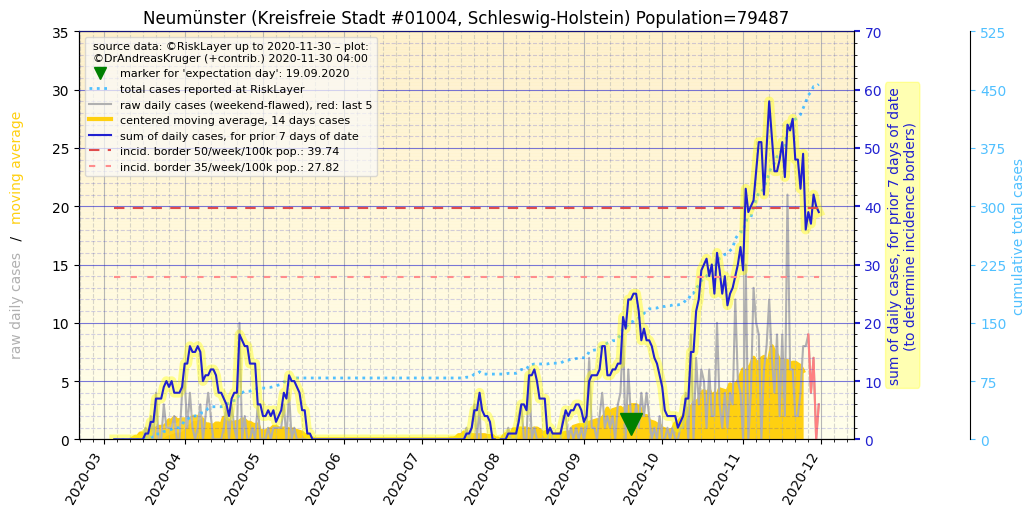 Neumünster (Kreisfreie Stadt #01004, Schleswig-Holstein) Population=79487
source data: ©RiskLayer up to 2020-11-30 – plot:
©DrAndreasKruger (+contrib.) 2020-11-30 04:00
marker for 'expectation day': 19.09.2020
total cases reported at RiskLayer
raw daily cases (weekend-flawed), red: last 5
centered moving average, 14 days cases
sum of daily cases, for prior 7 days of date
incid. border 50/week/100k pop.: 39.74
incid. border 35/week/100k pop.: 27.82
raw daily cases / moving average
35
30
25
20
15
10
5
0
2020-03
2020-04
2020-05
2020-06
2020-07
2020-08
2020-09
2020-10
2020-11
2020-12
70
60
50
40
30
20
10
0
sum of daily cases, for prior 7 days of date
(to determine incidence borders)
525
450
375
300
225
150
75
0
cumulative total cases